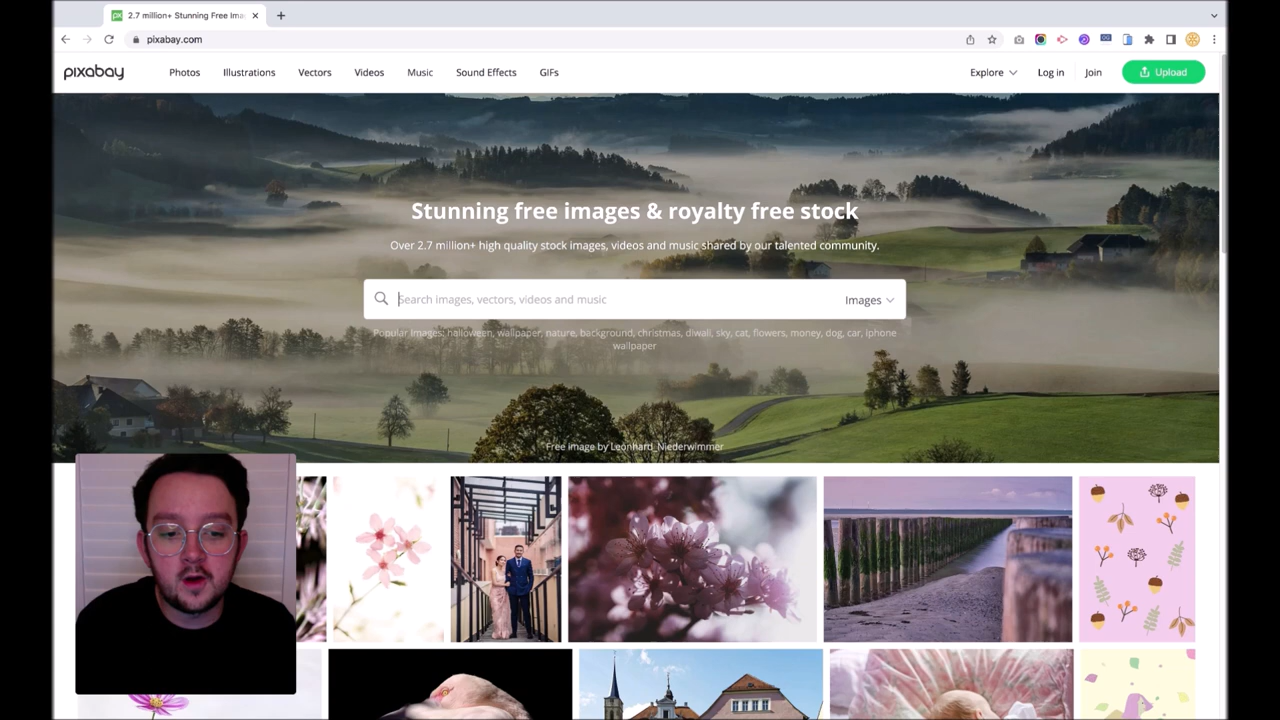 2.7 million+ Stunning Free Ima
pixabay.com
pixabay Photos Illustrations Vectors Videos Music Sound Effects GIFs Explore Log in Join Upload
Stunning free images & royalty free stock
Over 2.7 million+ high quality stock images, videos and music shared by our talented community.
Search images, vectors, videos and music Images
Popular Images: halloween, wallpaper, nature, background, christmas, diwali, sky, cat, flowers, money, dog, car, iphone
wallpaper
Free image by Leonhard_Niederwimmer